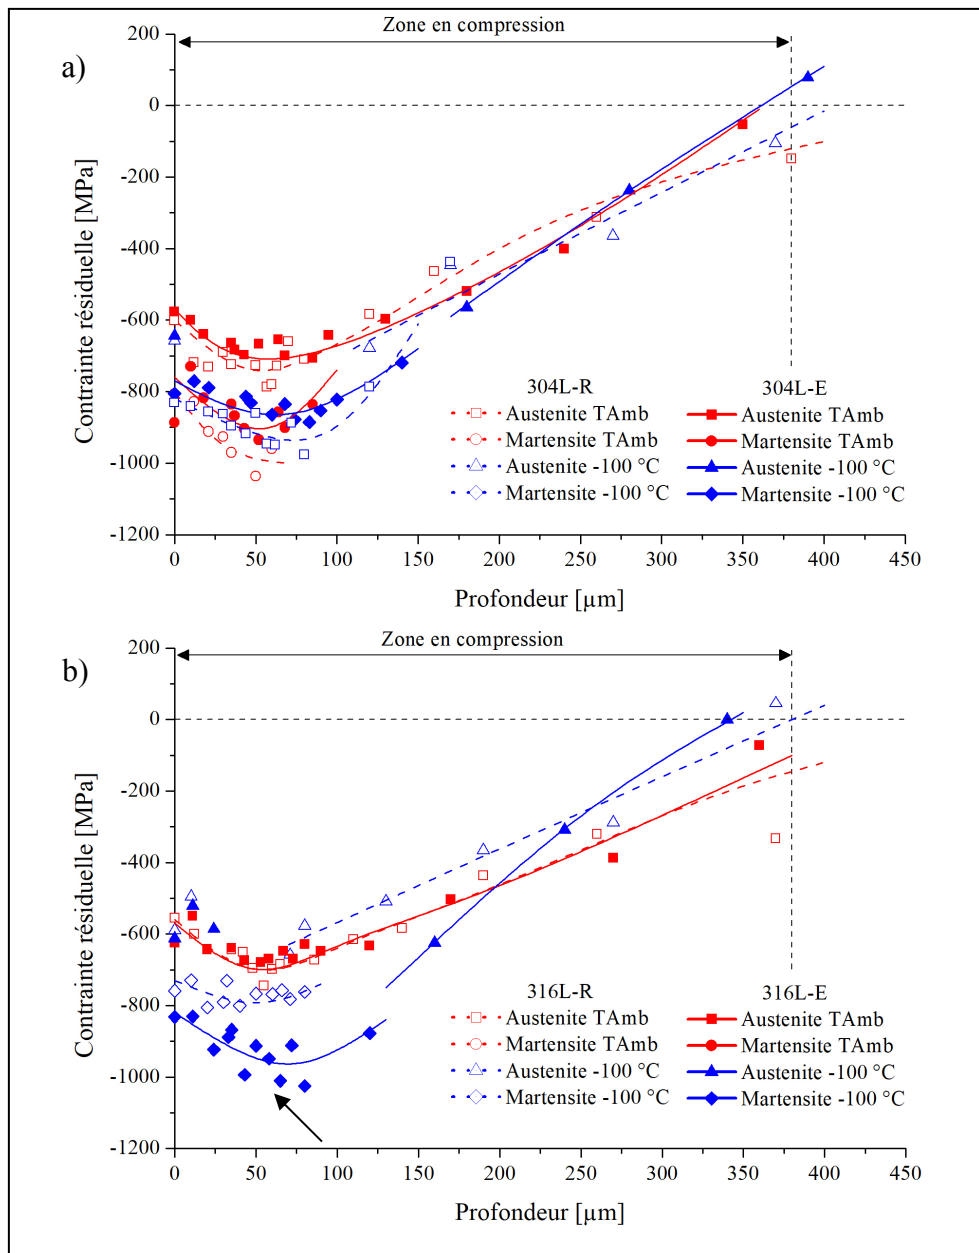 Zone en compression
a)
200
0
-200
-400
-600
-800
-1000
-1200
Contrainte résiduelle [MPa]
304L-R 304L-E
Austenite TAmb Austenite TAmb
Martensite TAmb Martensite TAmb
Austenite -100 °C Austenite -100 °C
Martensite -100 °C Martensite -100 °C
0 50 100 150 200 250 300 350 400 450
Profondeur [µm]
Zone en compression
b)
200
0
-200
-400
-600
-800
-1000
-1200
Contrainte résiduelle [MPa]
316L-R 316L-E
Austenite TAmb Austenite TAmb
Martensite TAmb Martensite TAmb
Austenite -100 °C Austenite -100 °C
Martensite -100 °C Martensite -100 °C
0 50 100 150 200 250 300 350 400 450
Profondeur [µm]